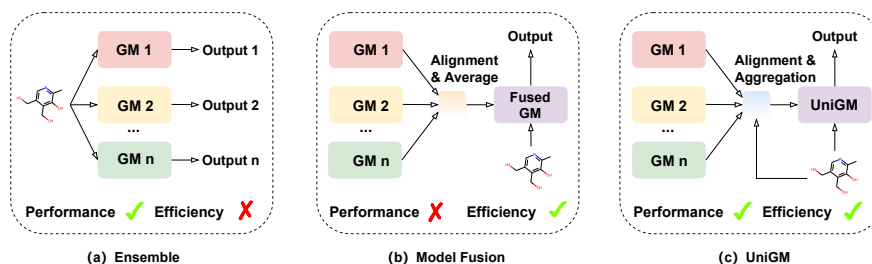 GM 1
GM 2
...
GM n
Output 1
Output 2
Output n
Performance
Efficiency
(a) Ensemble
GM 1
GM 2
...
GM n
Alignment
& Average
Output
Fused
GM
Performance
Efficiency
(b) Model Fusion
GM 1
GM 2
...
GM n
Alignment &
Aggregation
Output
UniGM
Performance
Efficiency
(c) UniGM